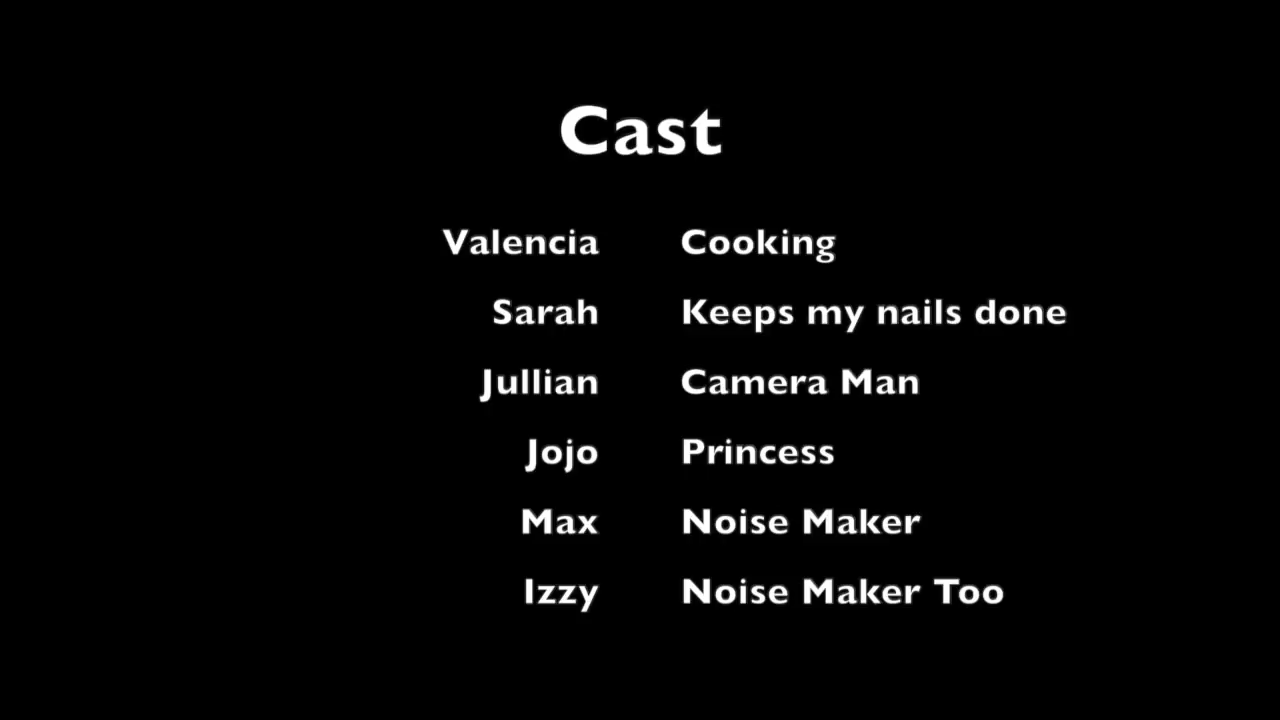 Cast
Valencia Cooking
Sarah Keeps my nails done
Jullian Camera Man
Jojo Princess
Max Noise Maker
Izzy Noise Maker Too